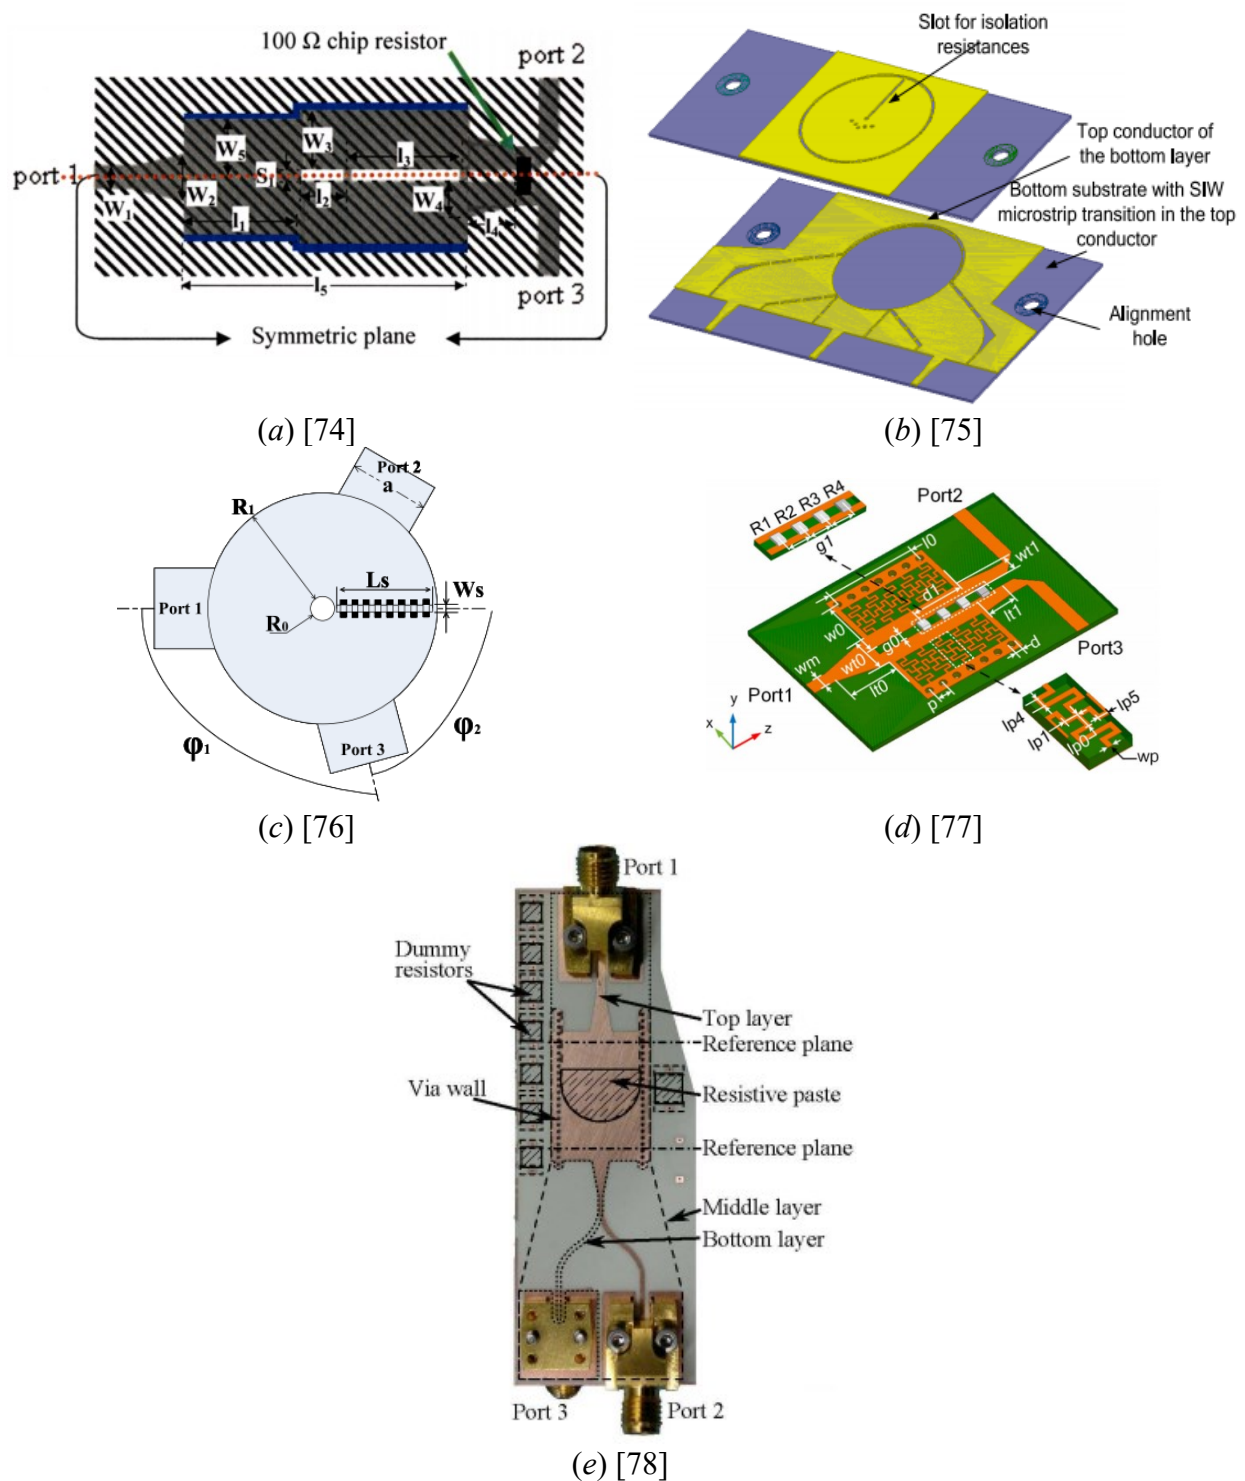 100 Ω chip resistor
port 2
port 1
W₁
W₂
W₅
S₁
W₃
l₃
l₂
W₄
l₁
l₄
l₅
port 3
Symmetric plane
(a) [74]
Slot for isolation
resistances
Top conductor of
the bottom layer
Bottom substrate with SIW
microstrip transition in the top
conductor
Alignment
hole
(b) [75]
Port 2
a
R₁
Ls
Ws
Port 1
R₀
Port 3
φ₁
φ₂
(c) [76]
R1 R2 R3 R4
g1
Port2
l0
wt1
d1
w0
g0
lt1
wm
wt0
lt0
d
p
Port1
Port3
y
x
z
lp4
lp1
lp0
lp5
wp
(d) [77]
Port 1
Dummy
resistors
Top layer
Reference plane
Via wall
Resistive paste
Reference plane
Middle layer
Bottom layer
Port 3
Port 2
(e) [78]